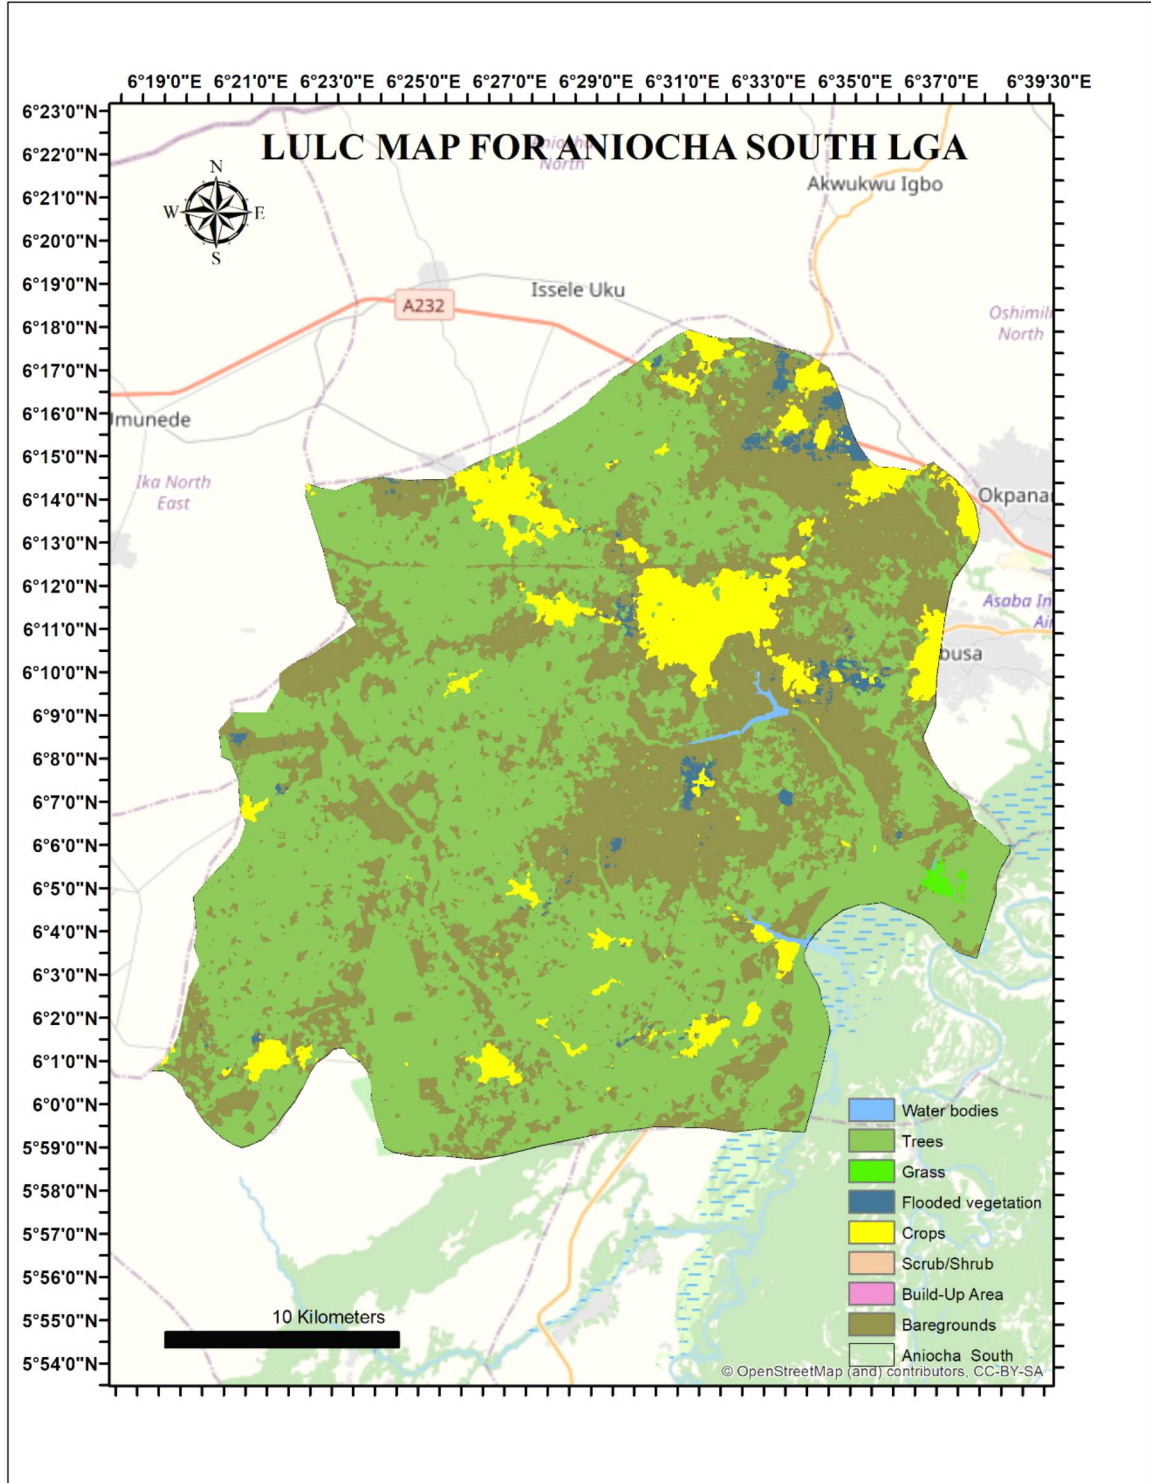 6°19'0"E 6°21'0"E 6°23'0"E 6°25'0"E 6°27'0"E 6°29'0"E 6°31'0"E 6°33'0"E 6°35'0"E 6°37'0"E 6°39'30"E
6°23'0"N
6°22'0"N
6°21'0"N
6°20'0"N
6°19'0"N
6°18'0"N
6°17'0"N
6°16'0"N
6°15'0"N
6°14'0"N
6°13'0"N
6°12'0"N
6°11'0"N
6°10'0"N
6°9'0"N
6°8'0"N
6°7'0"N
6°6'0"N
6°5'0"N
6°4'0"N
6°3'0"N
6°2'0"N
6°1'0"N
6°0'0"N
5°59'0"N
5°58'0"N
5°57'0"N
5°56'0"N
5°55'0"N
5°54'0"N
LULC MAP FOR ANIOCHA SOUTH LGA
North
N
W E
S
Akwukwu Igbo
Issele Uku
A232
Oshimili
North
Umunede
Ika North
East
Okpanam
Asaba In
Ai
busa
Water bodies
Trees
Grass
Flooded vegetation
Crops
Scrub/Shrub
Build-Up Area
Baregrounds
Aniocha South
10 Kilometers
© OpenStreetMap (and) contributors, CC-BY-SA